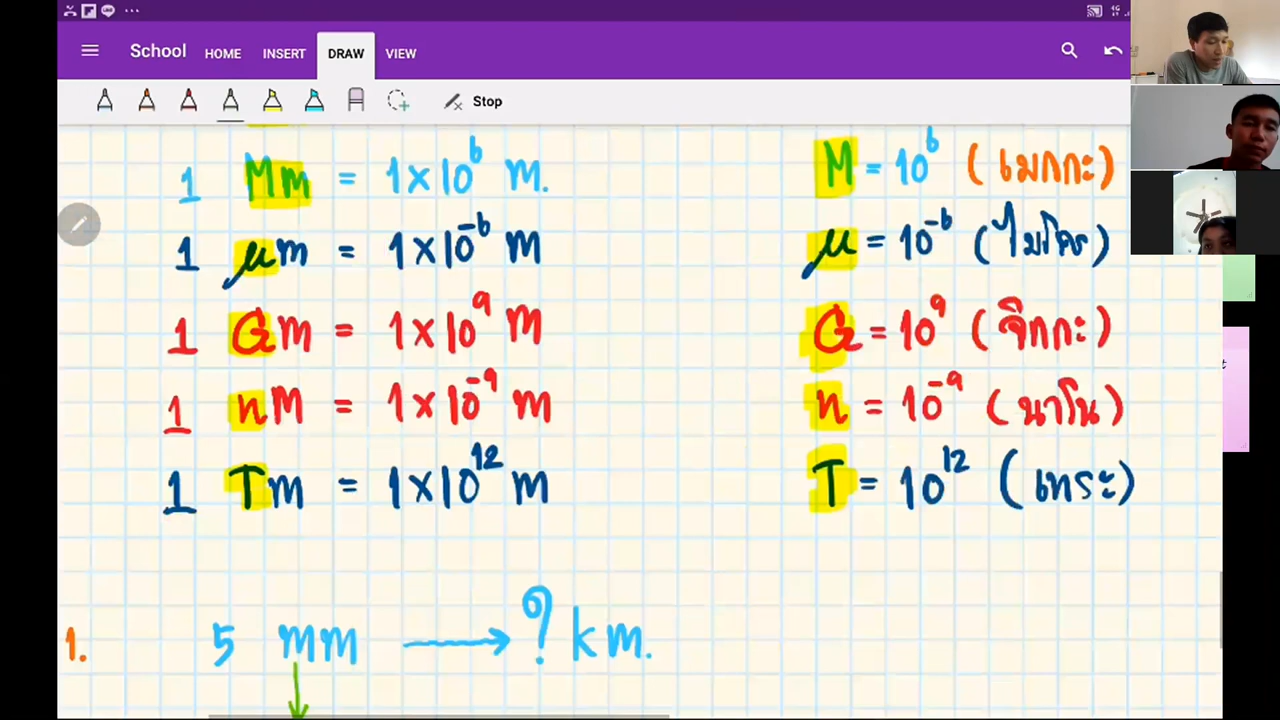 School HOME INSERT DRAW VIEW
Stop
1 Mm = 1×10⁶ m.
M = 10⁶ (เมกกะ)
1 μm = 1×10⁻⁶ m
μ = 10⁻⁶ (ไมโคร)
1 Gm = 1×10⁹ m
G = 10⁹ (จิกกะ)
1 nm = 1×10⁻⁹ m
n = 10⁻⁹ (นาโน)
1 Tm = 1×10¹² m
T = 10¹² (เทระ)
1. 5 mm → ? km.